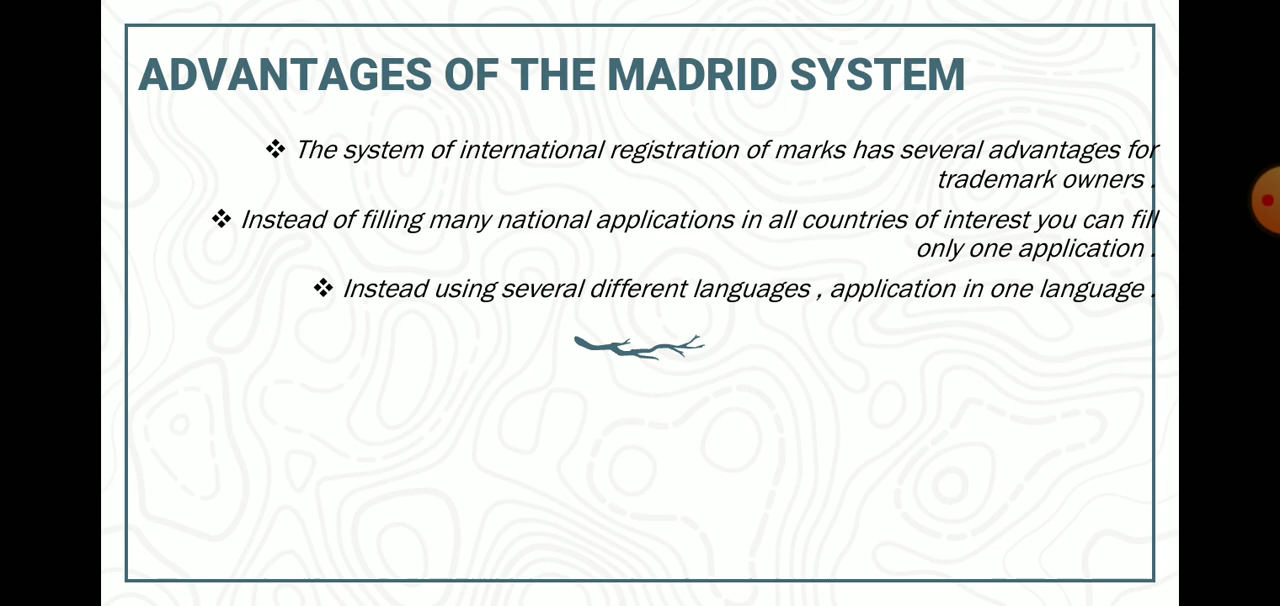 ADVANTAGES OF THE MADRID SYSTEM
❖ The system of international registration of marks has several advantages for
trademark owners .
❖ Instead of filling many national applications in all countries of interest you can fill
only one application .
❖ Instead using several different languages , application in one language .